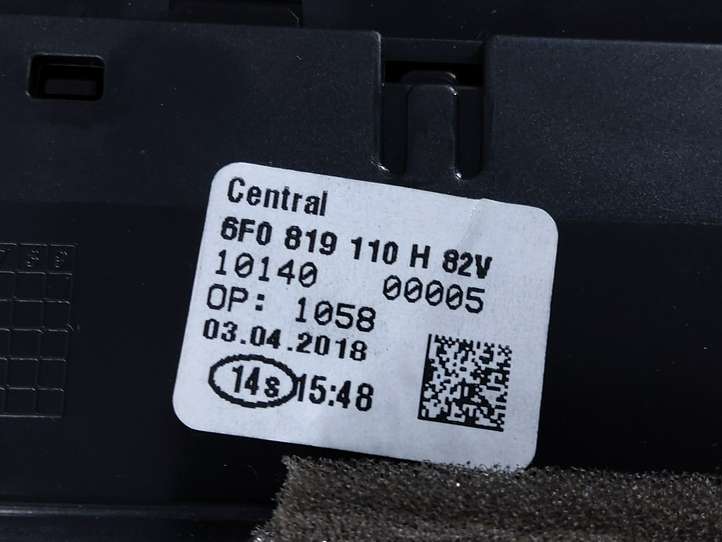 Central
6F0 819 110 H 82V
10140 00005
OP: 1058
03.04.2018
14s 15:48